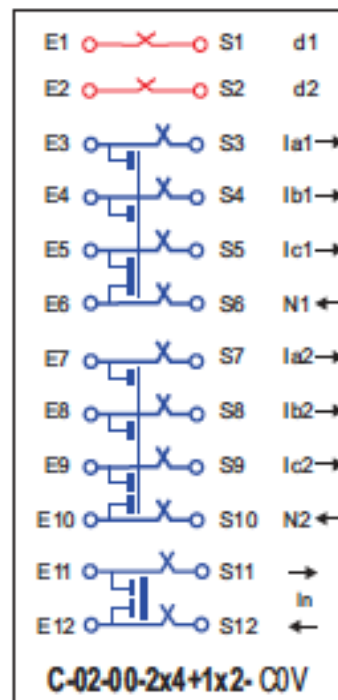 E1 S1 d1
E2 S2 d2
E3 S3 Ia1
E4 S4 Ib1
E5 S5 Ic1
E6 S6 N1
E7 S7 Ia2
E8 S8 Ib2
E9 S9 Ic2
E10 S10 N2
E11 S11
In
E12 S12
C-02-00-2x4+1x2- COV